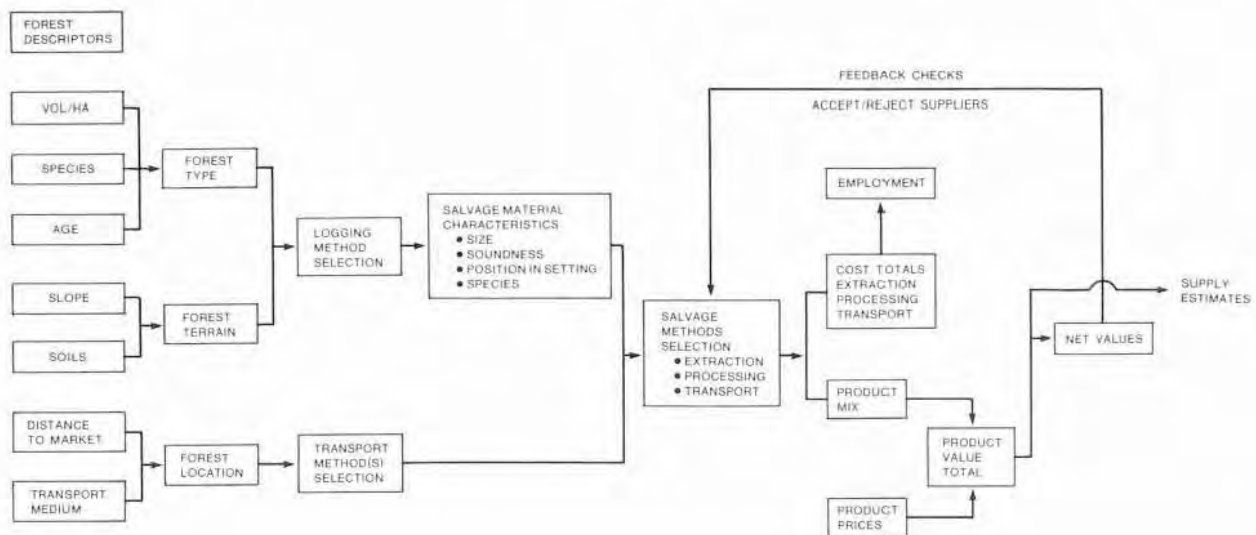 FOREST
DESCRIPTORS
VOL/HA
SPECIES
AGE
FOREST
TYPE
SLOPE
SOILS
FOREST
TERRAIN
DISTANCE
TO MARKET
TRANSPORT
MEDIUM
FOREST
LOCATION
LOGGING
METHOD
SELECTION
TRANSPORT
METHOD(S)
SELECTION
SALVAGE MATERIAL
CHARACTERISTICS
● SIZE
● SOUNDNESS
● POSITION IN SETTING
● SPECIES
SALVAGE
METHODS
SELECTION
● EXTRACTION
● PROCESSING
● TRANSPORT
FEEDBACK CHECKS
ACCEPT/REJECT SUPPLIERS
EMPLOYMENT
COST TOTALS
EXTRACTION
PROCESSING
TRANSPORT
PRODUCT
MIX
PRODUCT
PRICES
PRODUCT
VALUE
TOTAL
NET VALUES
SUPPLY
ESTIMATES